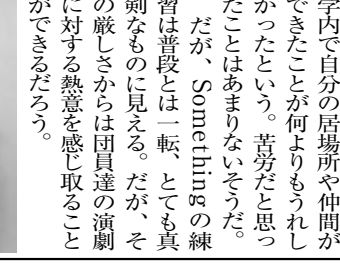 学内で自分の居場所や仲間が
できたことが何よりもうれし
かったという。苦労だと思っ
たことはあまりないそうだ。
だが、Somethingの練
習は普段とは一転、とても真
剣なものに見える。だが、そ
の厳しさからは団員達の演劇
に対する熱意を感じ取ること
ができるだろう。